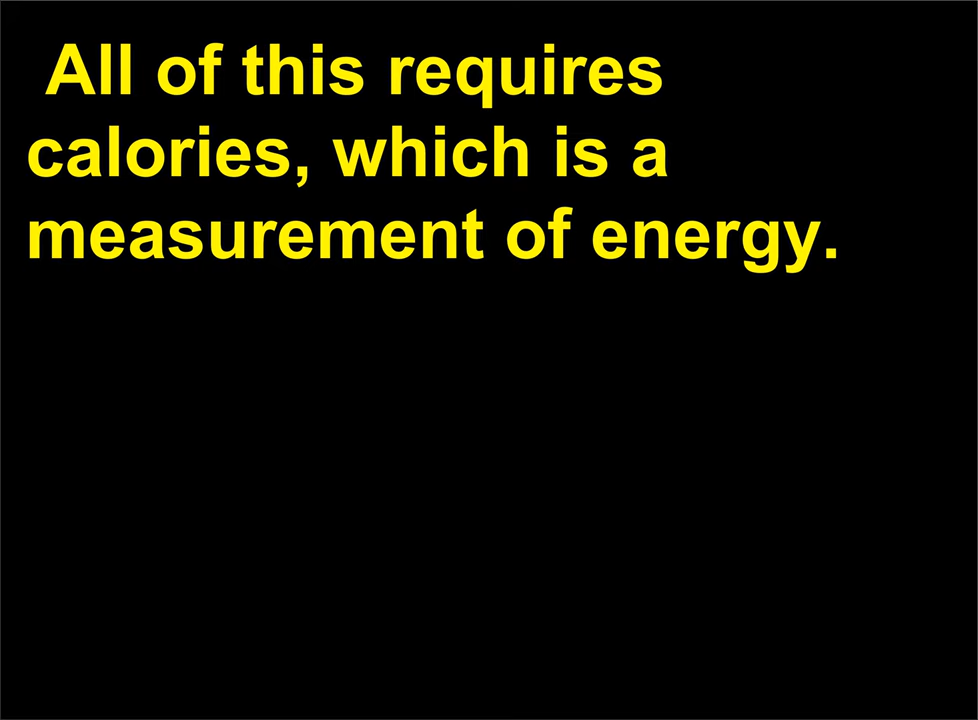 All of this requires
calories, which is a
measurement of energy.